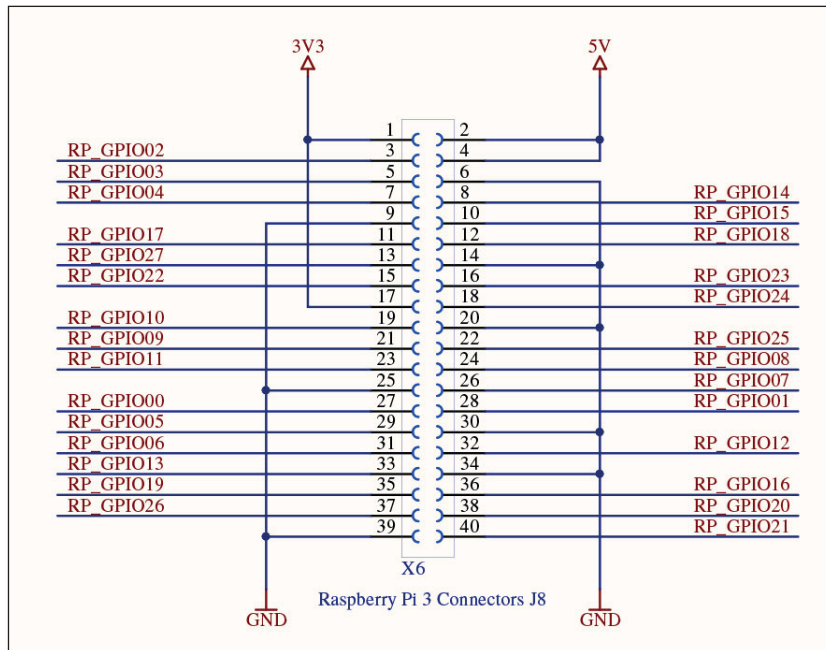 3V3 5V
1 2
RP_GPIO02 3 4
RP_GPIO03 5 6
RP_GPIO04 7 8 RP_GPIO14
9 10 RP_GPIO15
RP_GPIO17 11 12 RP_GPIO18
RP_GPIO27 13 14
RP_GPIO22 15 16 RP_GPIO23
17 18 RP_GPIO24
RP_GPIO10 19 20
RP_GPIO09 21 22 RP_GPIO25
RP_GPIO11 23 24 RP_GPIO08
25 26 RP_GPIO07
RP_GPIO00 27 28 RP_GPIO01
RP_GPIO05 29 30
RP_GPIO06 31 32 RP_GPIO12
RP_GPIO13 33 34
RP_GPIO19 35 36 RP_GPIO16
RP_GPIO26 37 38 RP_GPIO20
39 40 RP_GPIO21
X6
Raspberry Pi 3 Connectors J8
GND GND